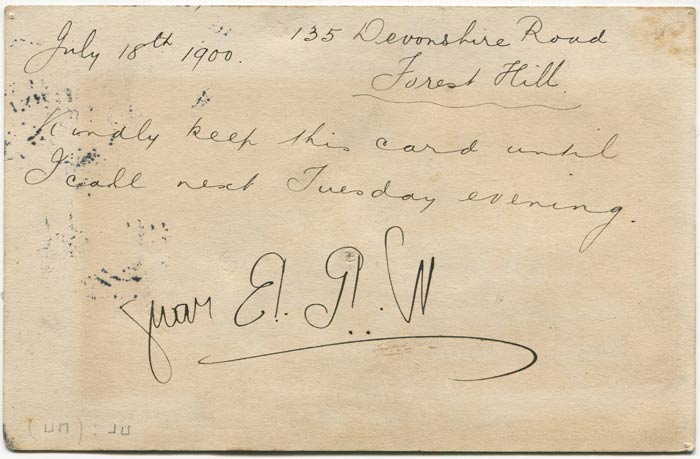 July 18th 1900. 135 Devonshire Road
Forest Hill.
Kindly keep this card until
I call next Tuesday evening.